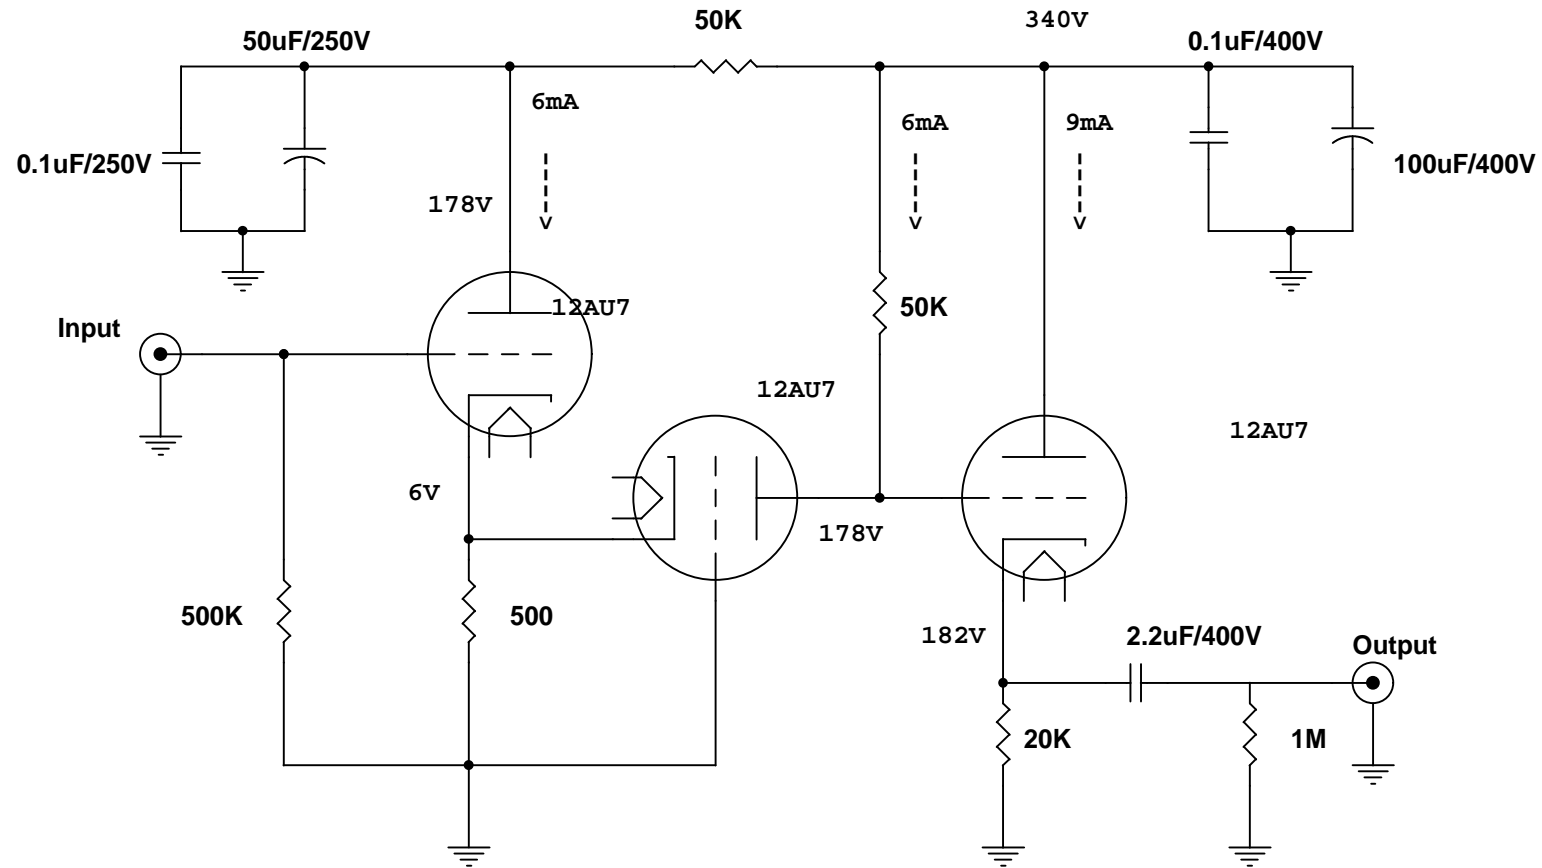 50K
340V
50uF/250V
0.1uF/400V
6mA
6mA
9mA
0.1uF/250V
100uF/400V
178V
12AU7
50K
Input
12AU7
12AU7
6V
178V
500K
500
182V
2.2uF/400V
Output
20K
1M